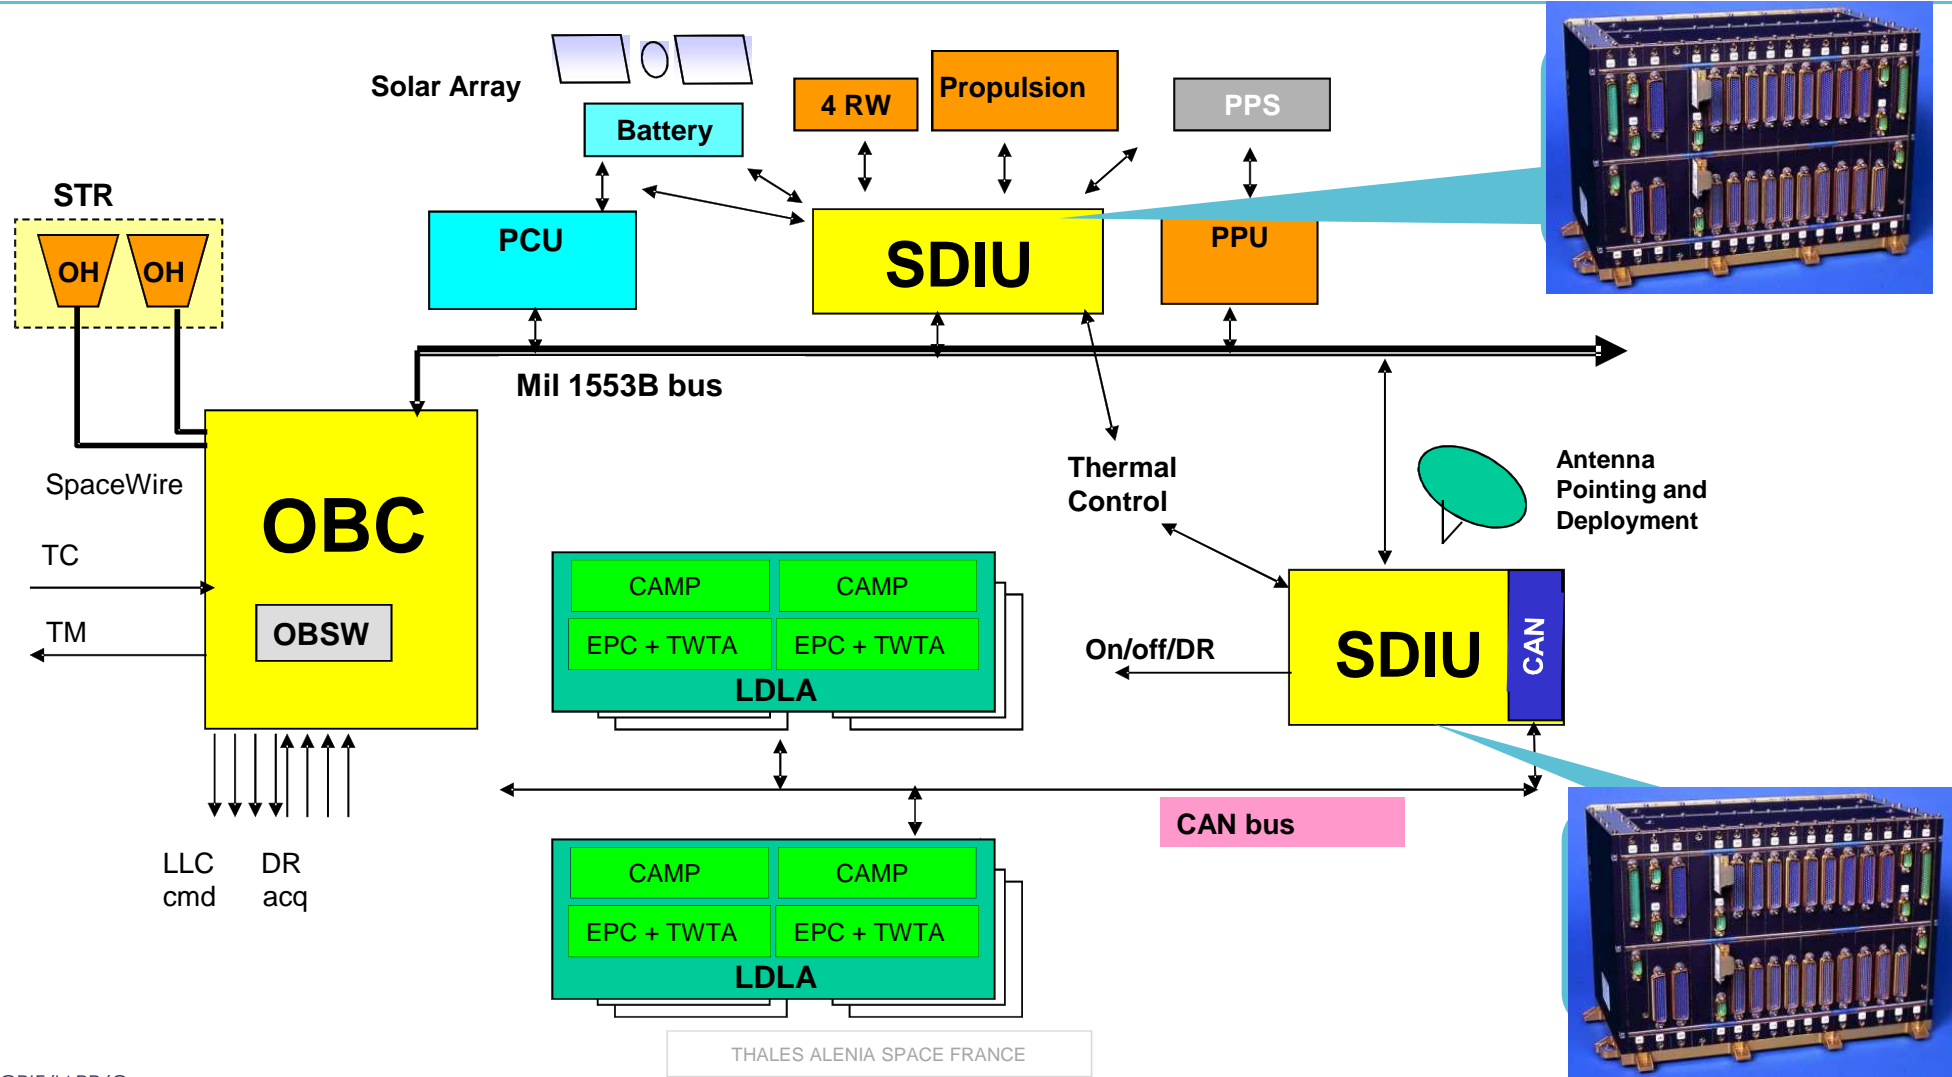 Solar Array
Battery
4 RW
Propulsion
PPS
STR
OH
OH
PCU
SDIU
PPU
Mil 1553B bus
SpaceWire
OBC
TC
TM
OBSW
Thermal
Control
Antenna
Pointing and
Deployment
CAMP
CAMP
EPC + TWTA
EPC + TWTA
LDLA
On/off/DR
SDIU
CAN
CAN bus
LLC
cmd
DR
acq
CAMP
CAMP
EPC + TWTA
EPC + TWTA
LDLA
THALES ALENIA SPACE FRANCE